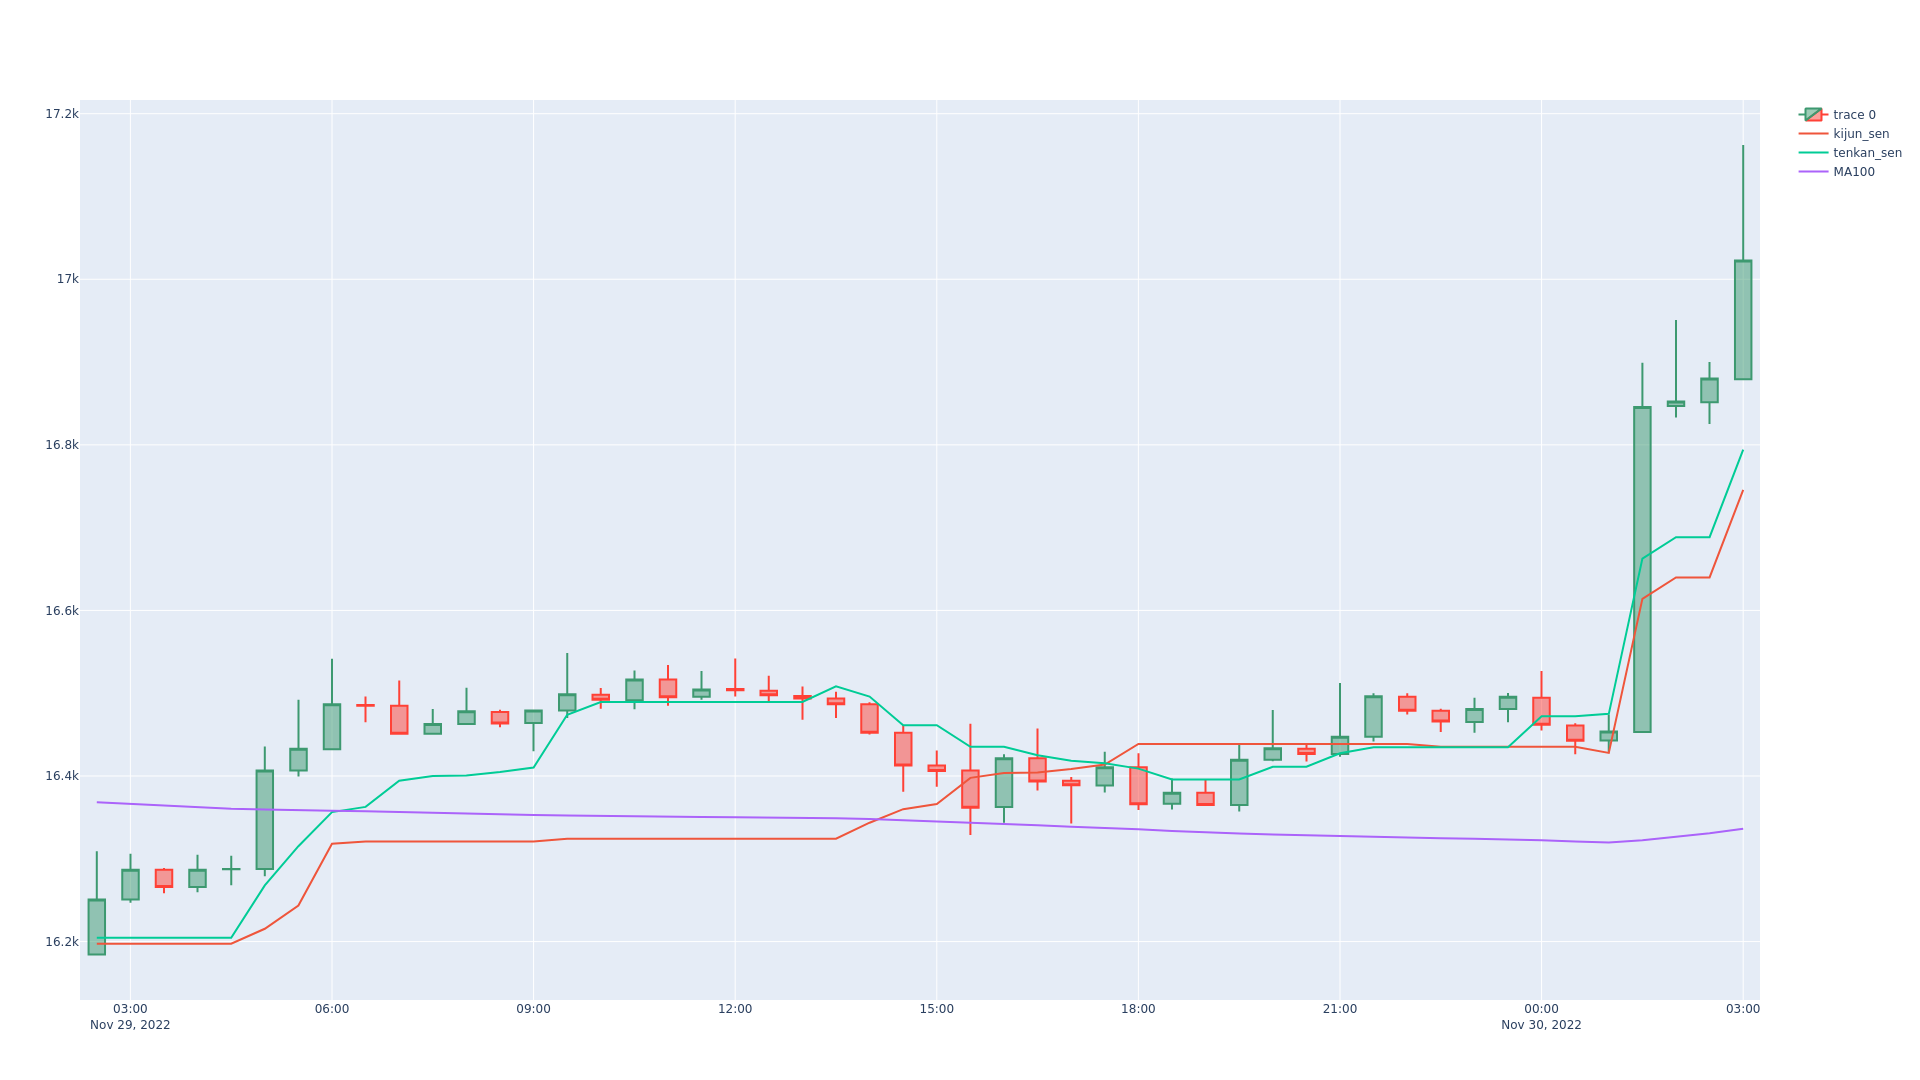 17.2k
17k
16.8k
16.6k
16.4k
16.2k
03:00 06:00 09:00 12:00 15:00 18:00 21:00 00:00 03:00
Nov 29, 2022 Nov 30, 2022
trace 0
kijun_sen
tenkan_sen
MA100